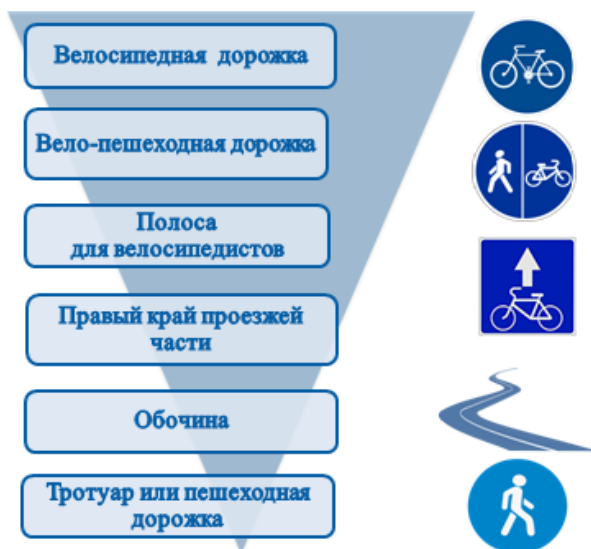 Велосипедная дорожка
Вело-пешеходная дорожка
Полоса
для велосипедистов
Правый край проезжей
части
Обочина
Тротуар или пешеходная
дорожка